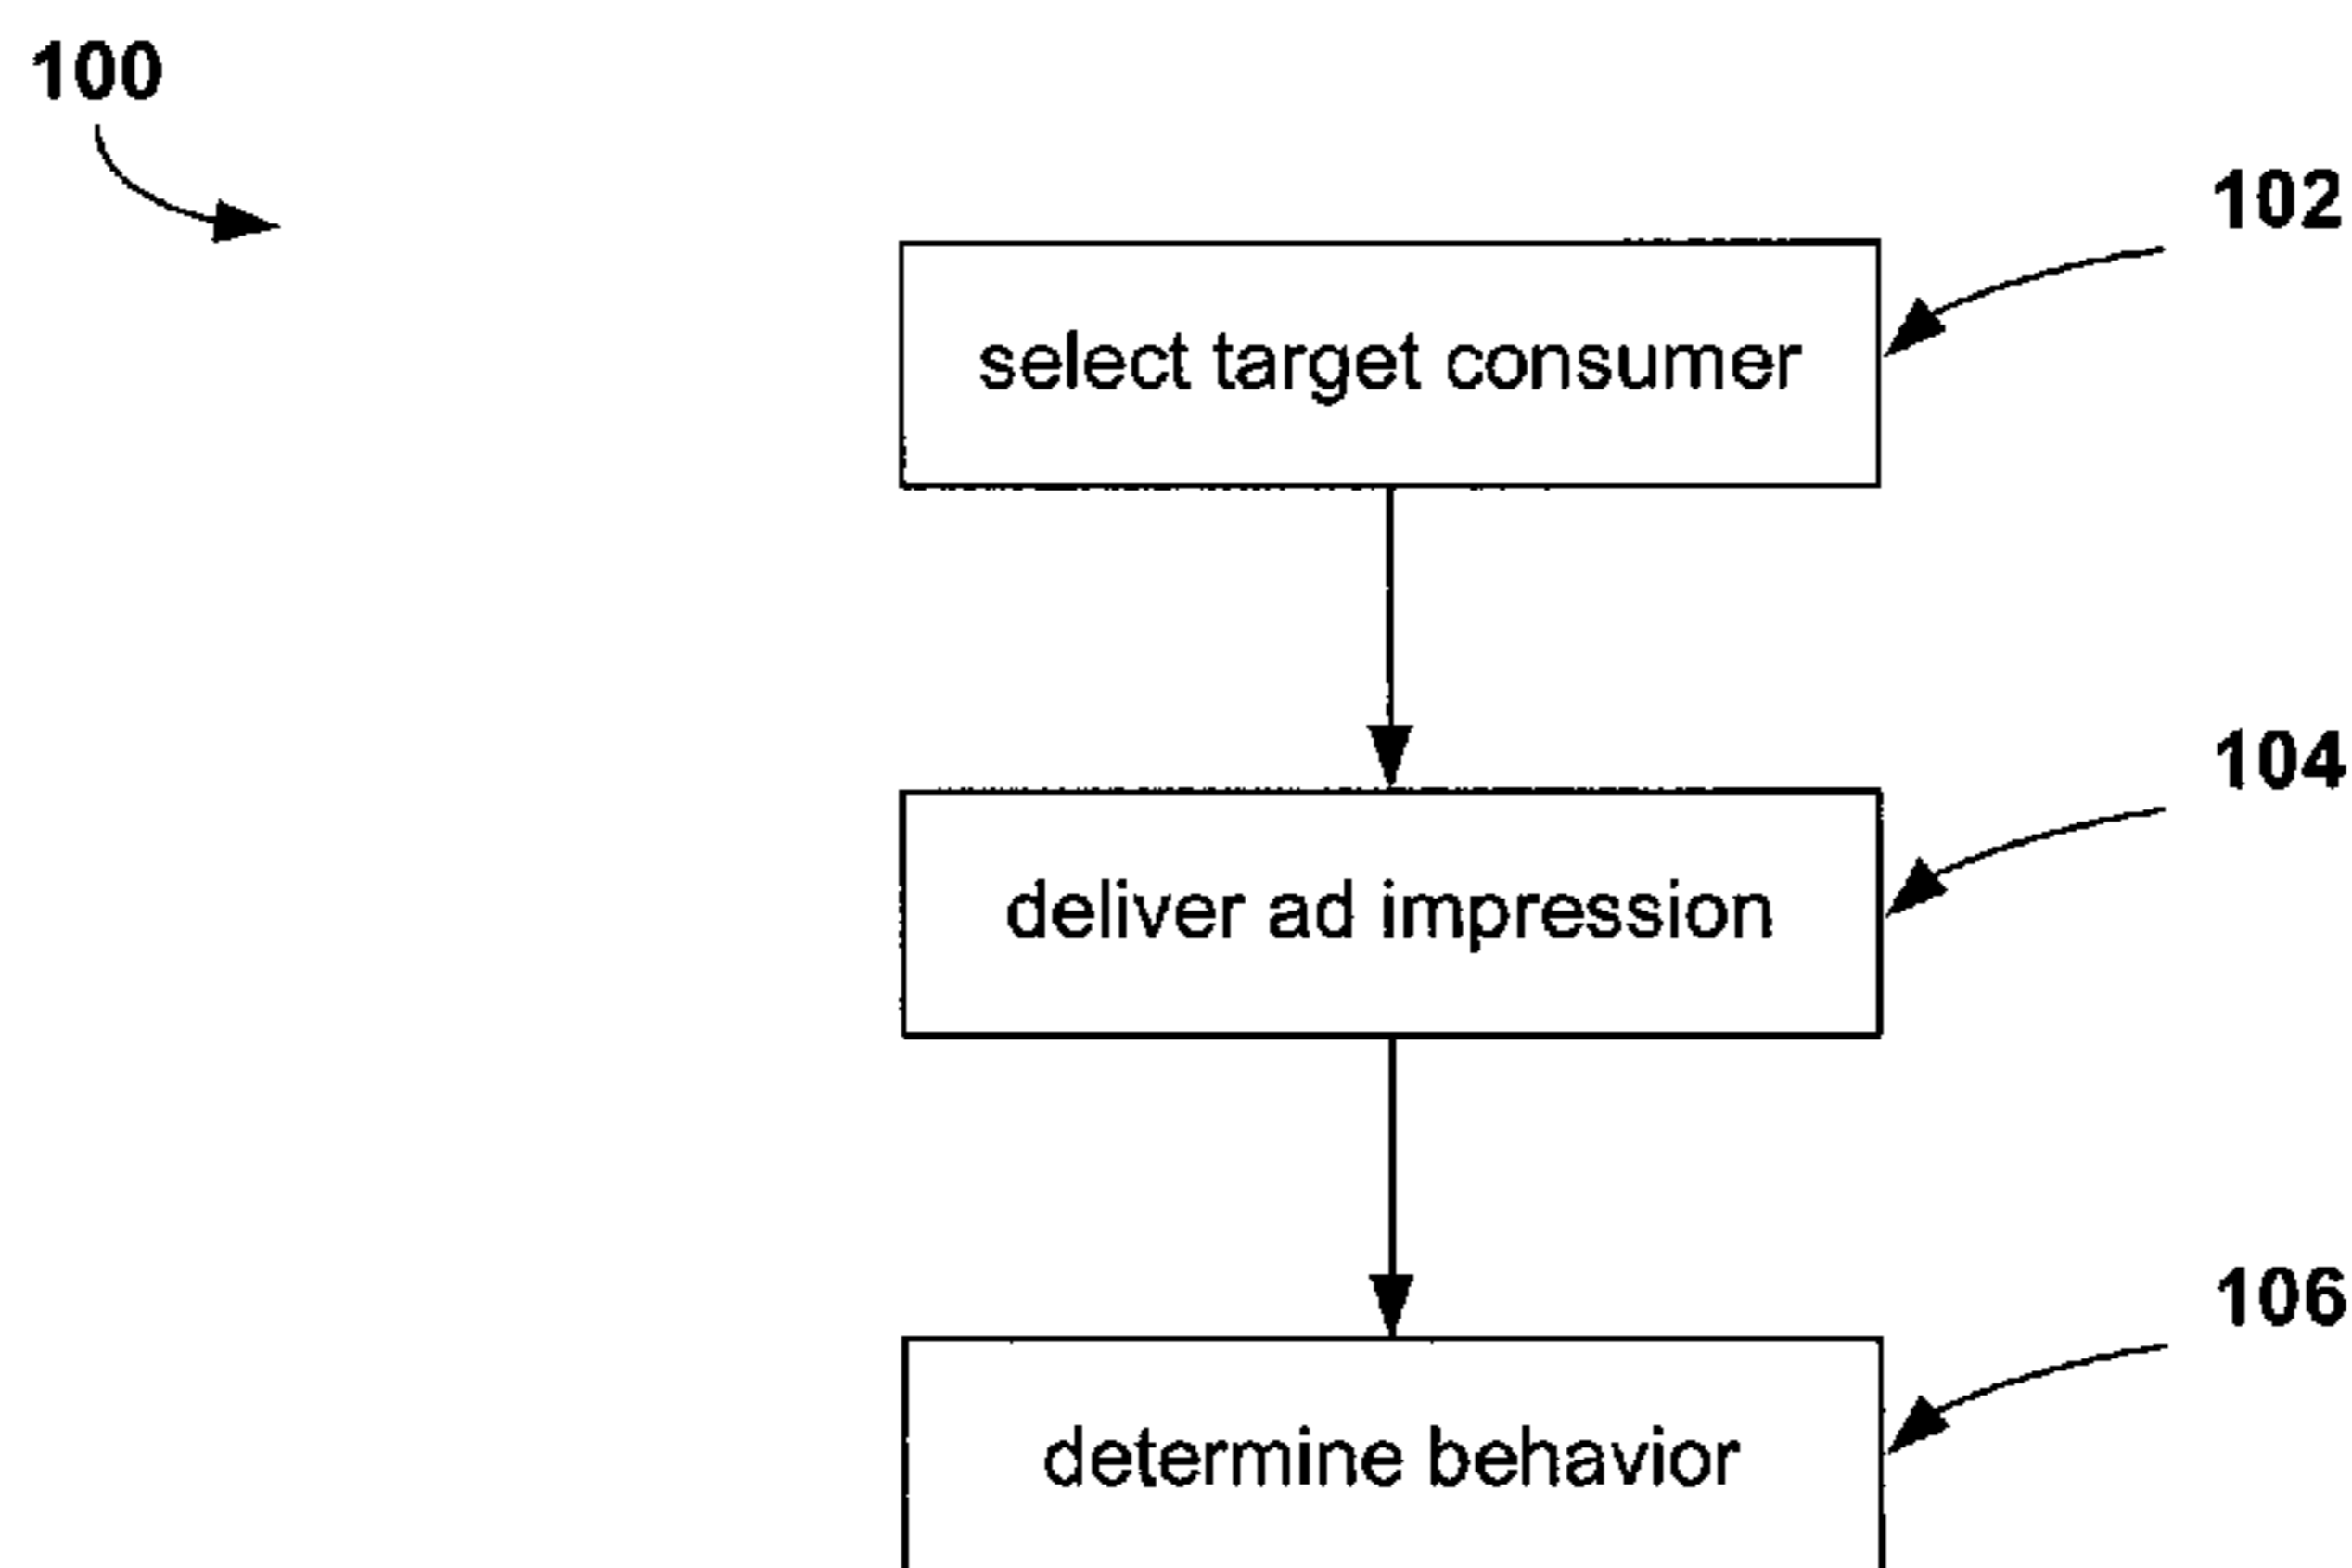 100
102
select target consumer
104
deliver ad impression
106
determine behavior